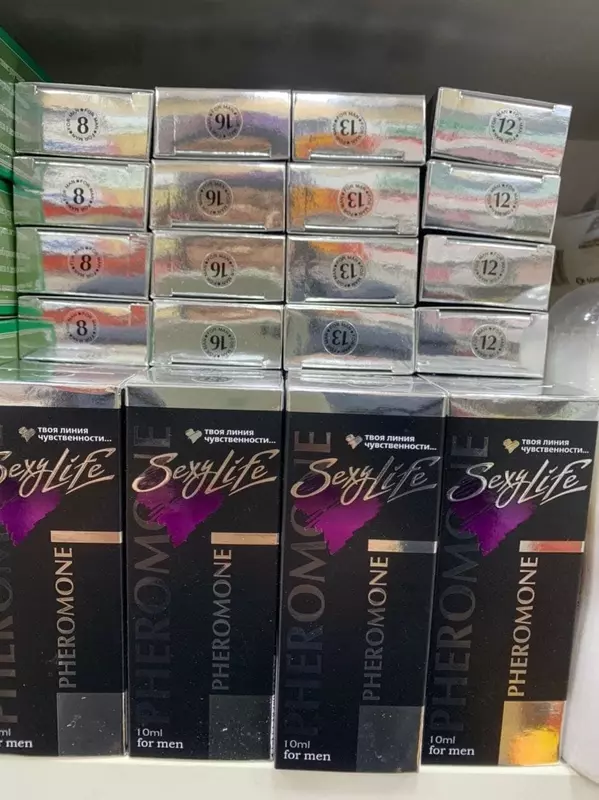 8
16
13
12
8
16
13
12
8
16
13
12
8
16
13
12
твоя линия
чувственности...
SexyLife
PHEROMONE
for men
твоя линия
чувственности...
SexyLife
PHEROMONE
PHEROMONE
10ml
for men
твоя линия
чувственности...
SexyLife
PHEROMONE
PHEROMONE
10ml
for men
твоя линия
чувственности...
SexyLife
PHEROMONE
PHEROMONE
10ml
for men